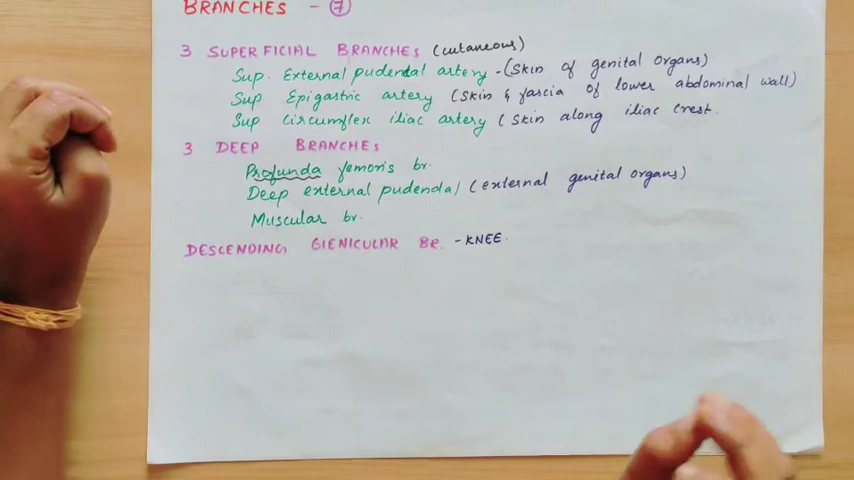 BRANCHES - 7
3 SUPERFICIAL BRANCHES (cutaneous)
Sup. External pudendal artery - (Skin of genital organs)
Sup Epigastric artery (Skin & fascia of lower abdominal wall)
Sup circumflex iliac artery (Skin along iliac crest.
3 DEEP BRANCHES
Profunda femoris br.
Deep external pudendal (external genital organs)
Muscular br.
DESCENDING GENICULAR BR. - KNEE